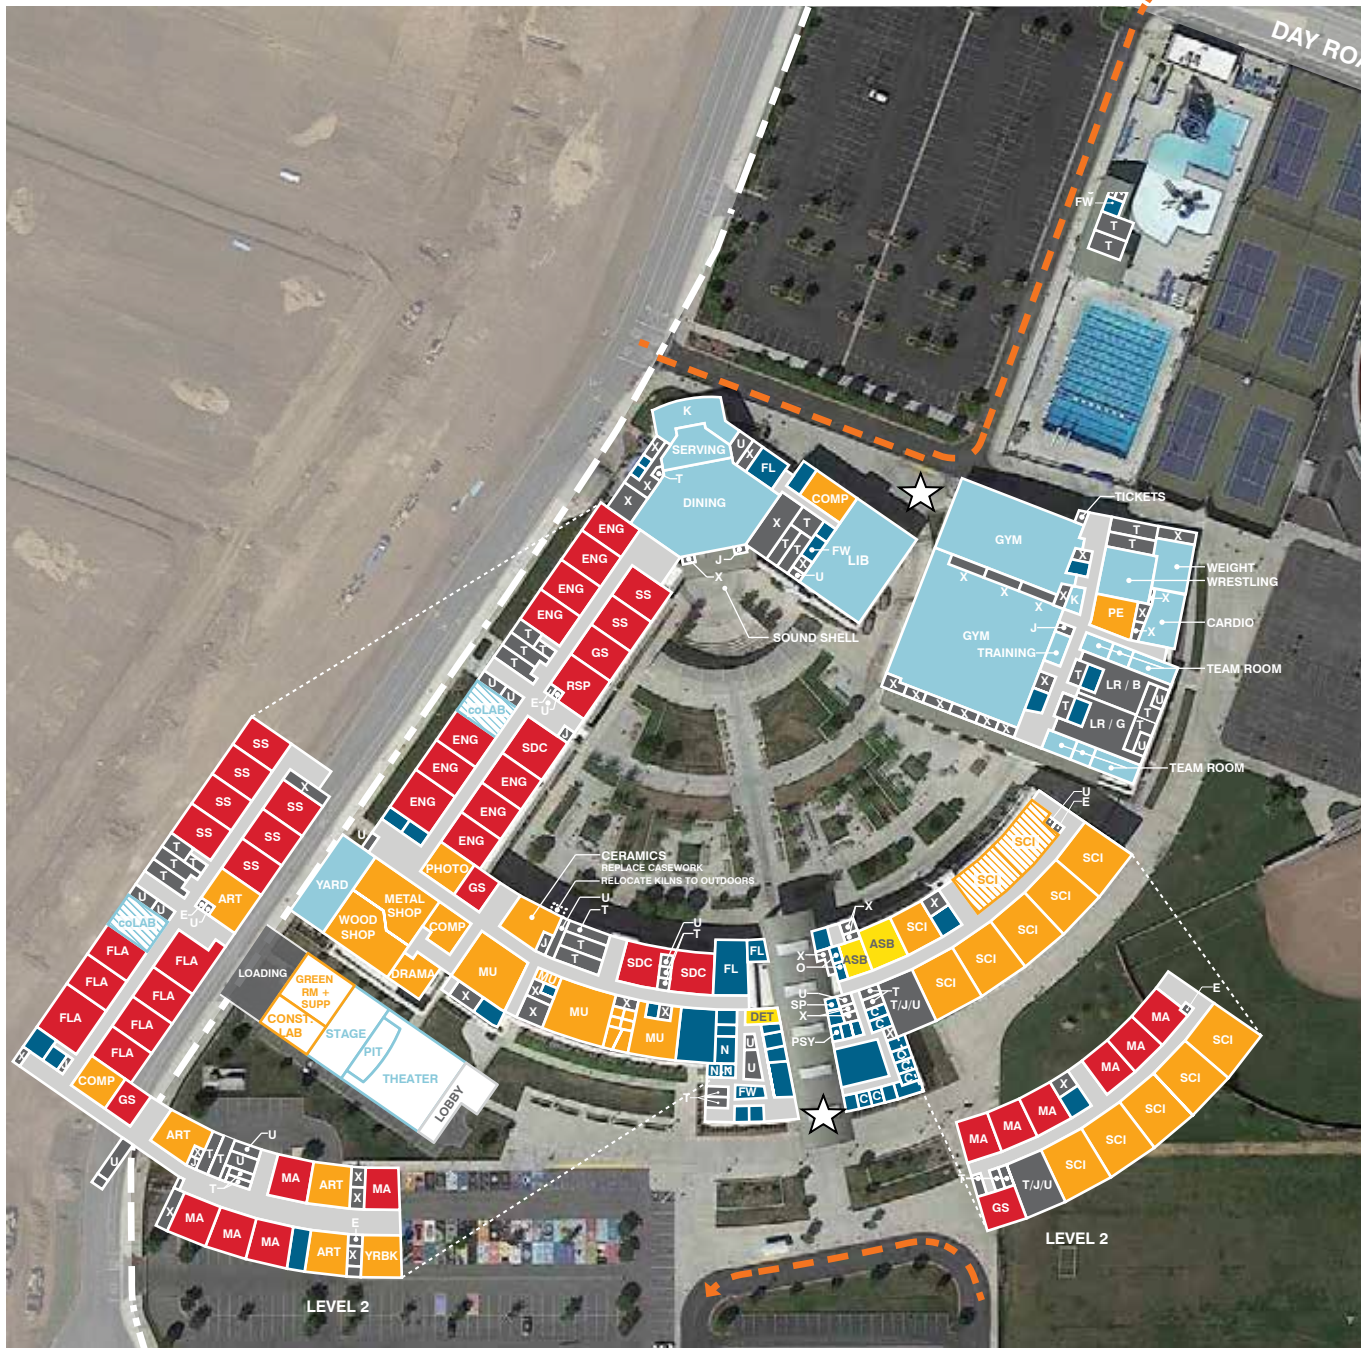 DAY ROA
FW
T
T
K
SERVING
U
X
FL
X
T
X
X
DINING
COMP
X
T
T
T
X
FW
LIB
U
J
X
SOUND SHELL
TICKETS
GYM
T
T
X
WEIGHT
WRESTLING
X
X
X
X
X
K
PE
X
X
X
CARDIO
J
GYM
TRAINING
TEAM ROOM
X
T
LR / B
U
T
T
LR / G
T
U
X
X
X
X
X
X
X
TEAM ROOM
ENG
ENG
ENG
ENG
SS
SS
GS
RSP
T
T
T
T
U
U
E
U
coLAB
J
ENG
ENG
ENG
SDC
ENG
ENG
ENG
U
SS
SS
SS
SS
X
SS
SS
SS
ART
T
T
T
T
U
U
E
U
coLAB
FLA
FLA
FLA
FLA
FLA
FLA
FLA
X
U
COMP
GS
U
YARD
PHOTO
GS
METAL
SHOP
WOOD
SHOP
COMP
DRAMA
CERAMICS
REPLACE CASEWORK
RELOCATE KILNS TO OUTDOORS
U
T
J
T
U
T
SDC
SDC
FL
FL
MU
MU
X
X
X
MU
X
X
X
MU
DET
N
N
N
U
U
FW
T
LOADING
GREEN
RM +
SUPP
CONST.
LAB
STAGE
PIT
THEATER
LOBBY
U
E
SCI
SCI
SCI
SCI
SCI
SCI
SCI
SCI
SCI
X
X
X
O
ASB
ASB
U
SP
X
PSY
T
T/J/U
C
C
X
C
C
C
C
C
C
E
MA
MA
MA
MA
MA
MA
X
SCI
SCI
SCI
SCI
SCI
T
T/J/U
GS
LEVEL 2
ART
X
J
T
T
U
U
T
MA
ART
X
X
MA
X
MA
MA
MA
ART
E
X
YRBK
LEVEL 2